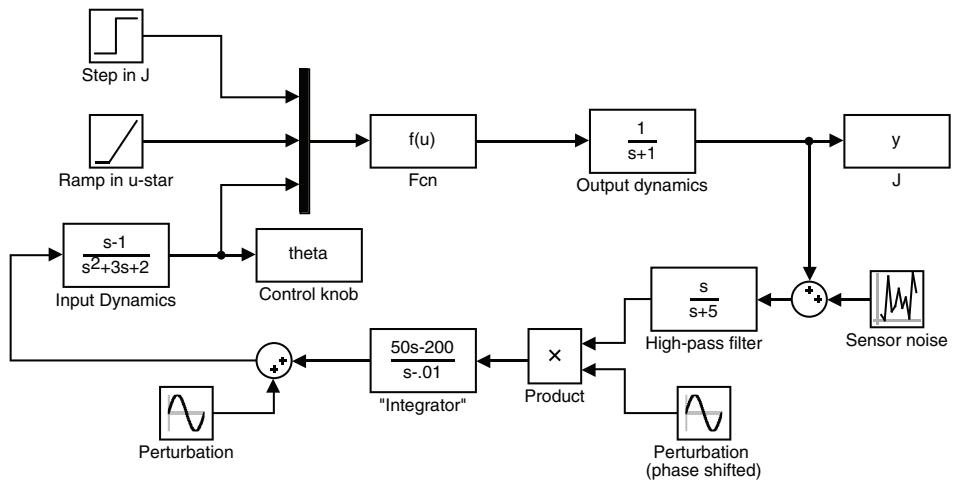 Step in J
Ramp in u-star
f(u)
Fcn
1
s+1
Output dynamics
y
J
s-1
s2+3s+2
Input Dynamics
theta
Control knob
s
s+5
High-pass filter
++
Sensor noise
++
50s-200
s-.01
"Integrator"
×
Product
Perturbation
Perturbation
(phase shifted)